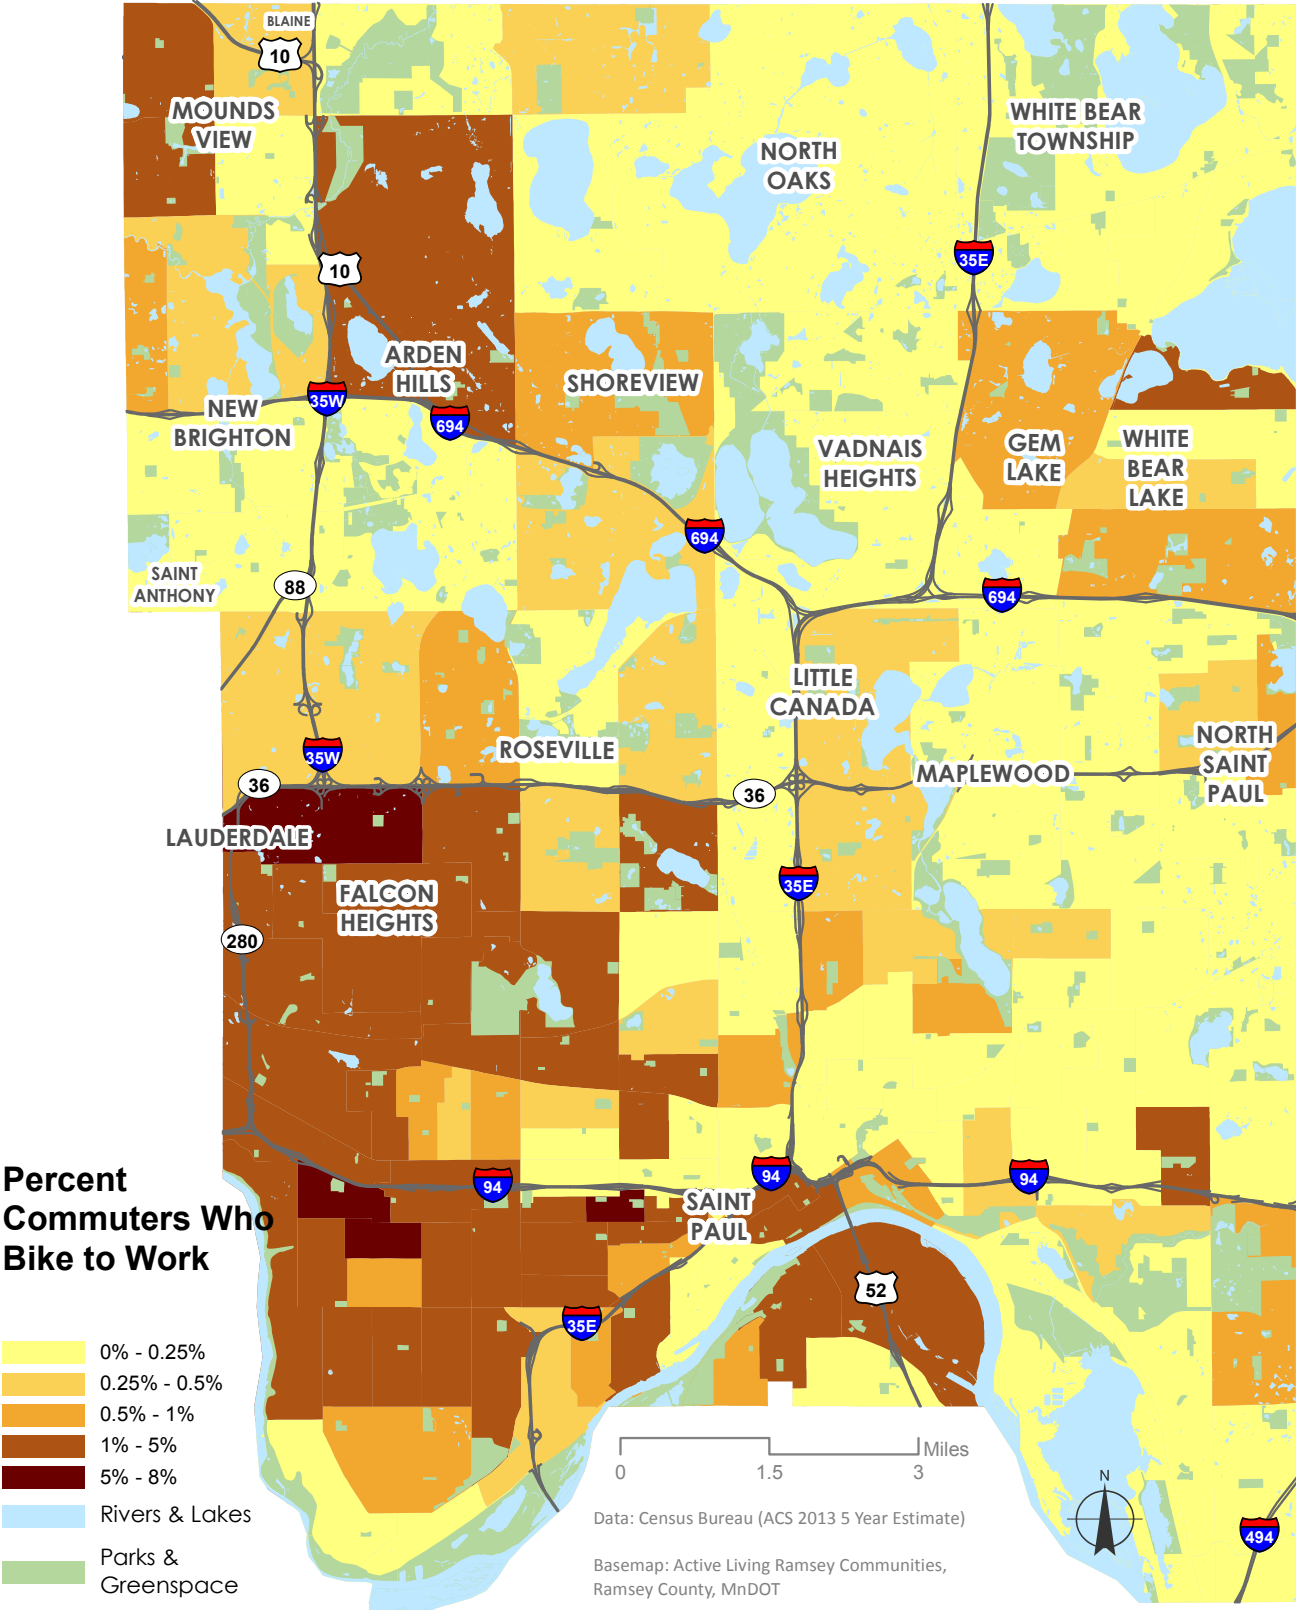 BLAINE
10
MOUNDS
VIEW
WHITE BEAR
TOWNSHIP
NORTH
OAKS
35E
10
ARDEN
HILLS
SHOREVIEW
35W
NEW
BRIGHTON
694
VADNAIS
HEIGHTS
GEM
LAKE
WHITE
BEAR
LAKE
694
SAINT
ANTHONY
88
694
LITTLE
CANADA
35W
ROSEVILLE
NORTH
SAINT
PAUL
MAPLEWOOD
36
36
LAUDERDALE
35E
FALCON
HEIGHTS
280
94
94
94
SAINT
PAUL
52
35E
Percent
Commuters Who
Bike to Work
0% - 0.25%
0.25% - 0.5%
0.5% - 1%
1% - 5%
5% - 8%
Rivers & Lakes
Parks &
Greenspace
Miles
0 1.5 3
N
494
Data: Census Bureau (ACS 2013 5 Year Estimate)
Basemap: Active Living Ramsey Communities,
Ramsey County, MnDOT